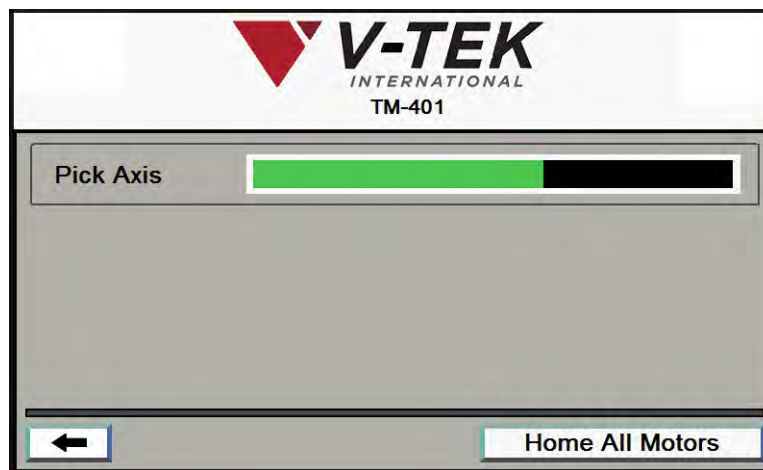 V-TEK
INTERNATIONAL
TM-401
Pick Axis
Home All Motors